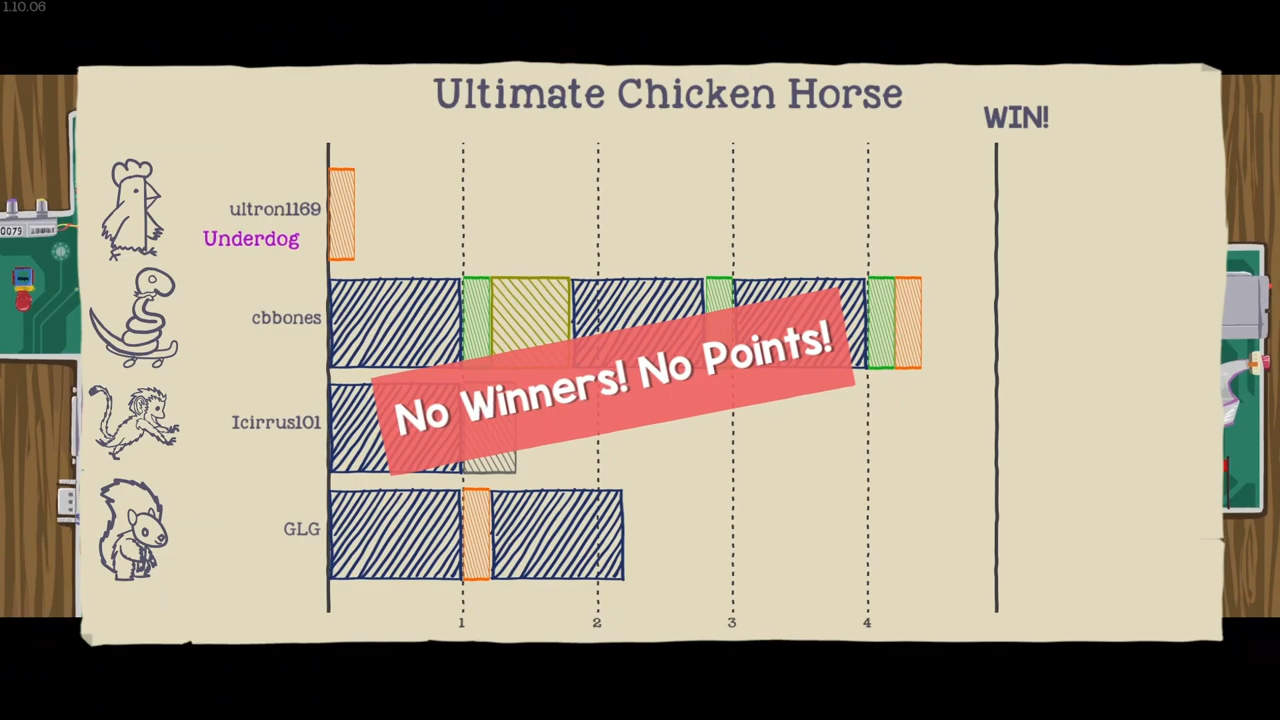 1.10.06
Ultimate Chicken Horse
WIN!
ultron1169
Underdog
cbbones
No Winners! No Points!
Icirrus101
GLG
1 2 3 4
0079